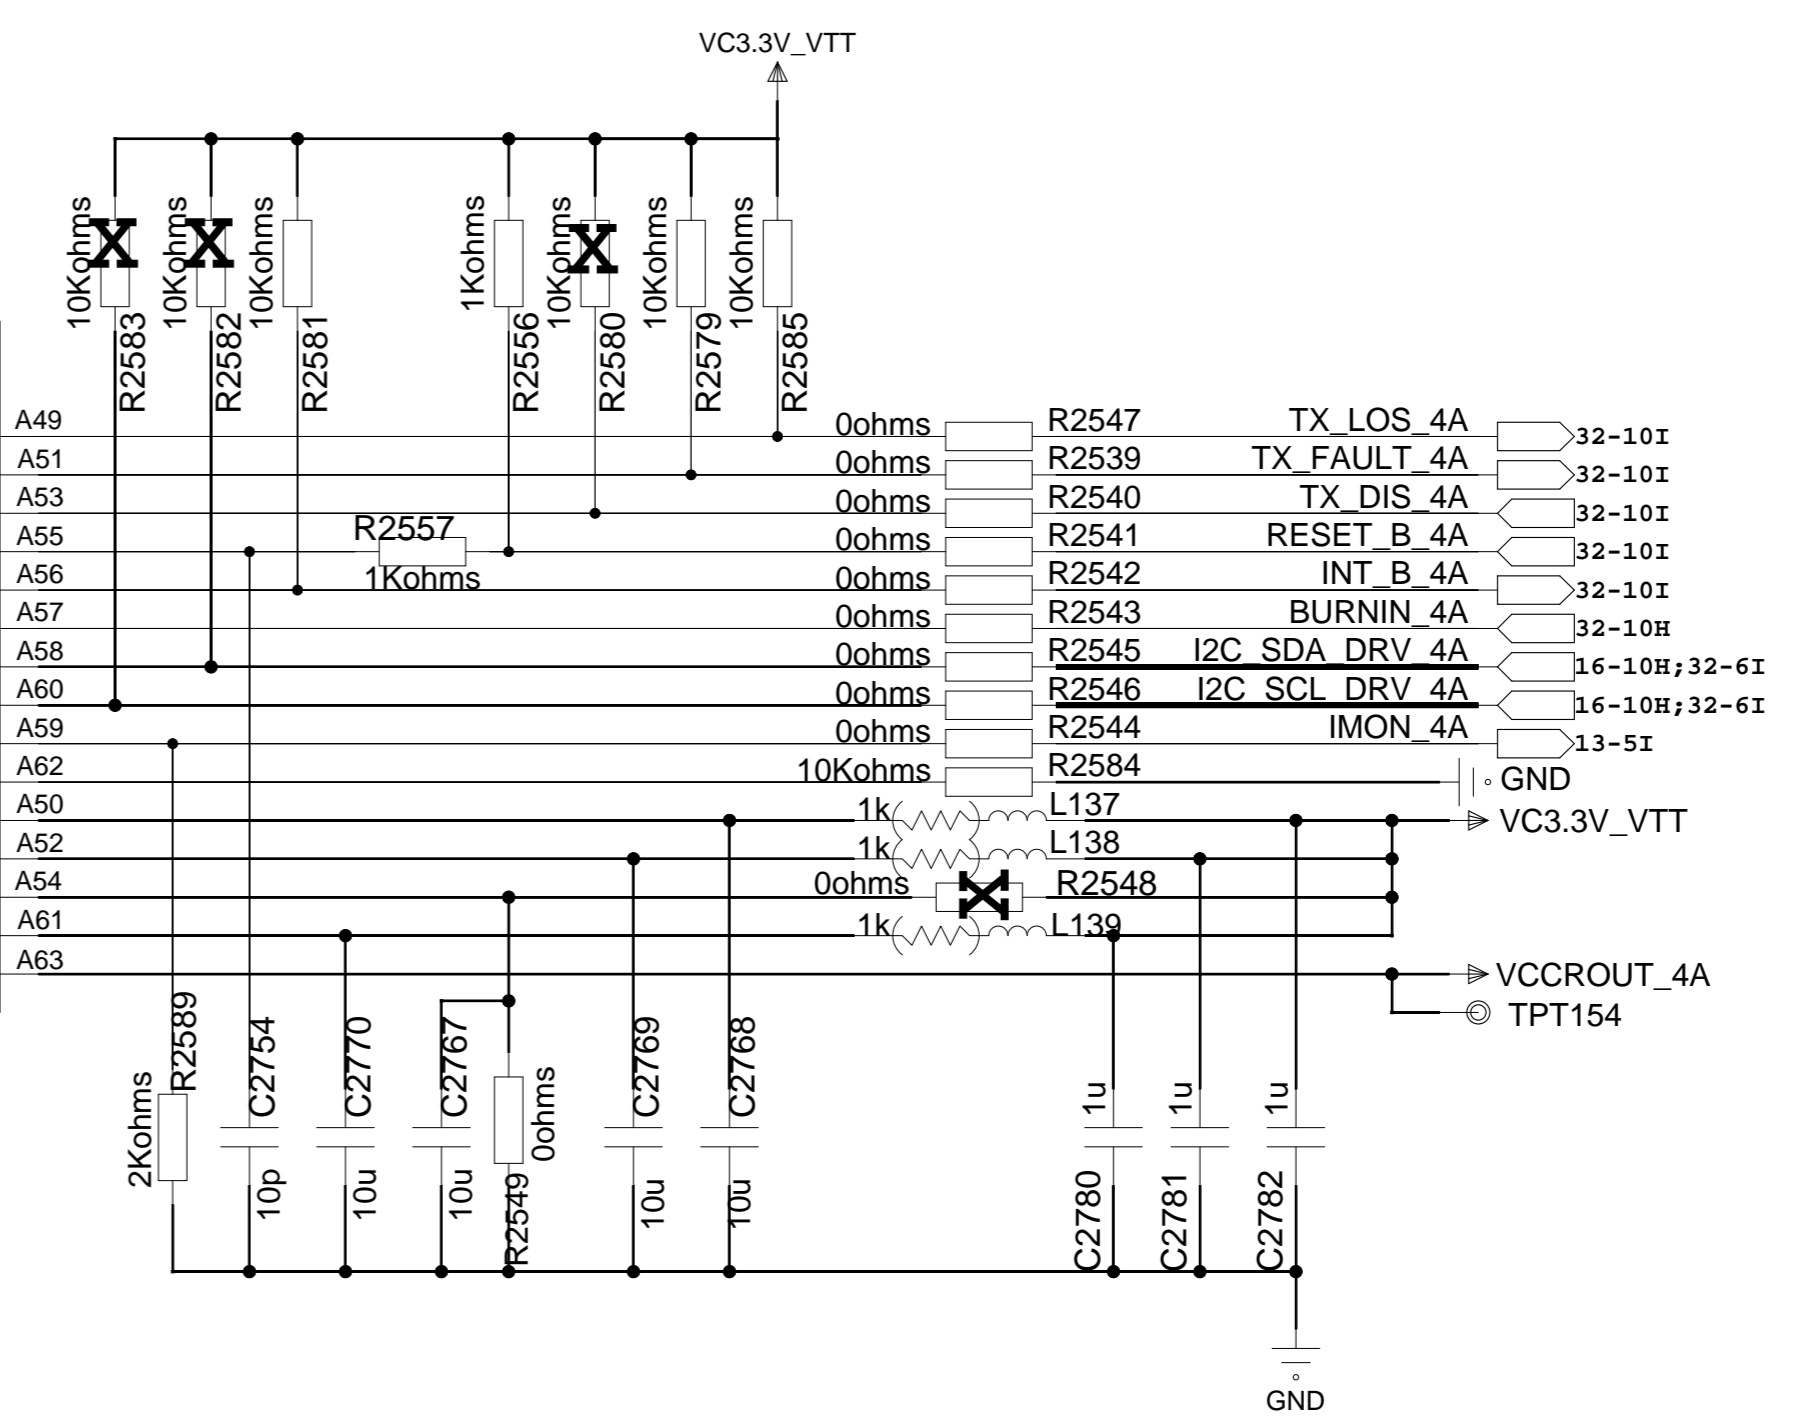 VC3.3V_VTT
10Kohms
10Kohms
10Kohms
1Kohms
10Kohms
10Kohms
10Kohms
R2583
R2582
R2581
R2556
R2580
R2579
R2585
A49 0ohms R2547 TX_LOS_4A 32-10I
A51 0ohms R2539 TX_FAULT_4A 32-10I
A53 0ohms R2540 TX_DIS_4A 32-10I
R2557
A55 0ohms R2541 RESET_B_4A 32-10I
1Kohms
A56 0ohms R2542 INT_B_4A 32-10I
A57 0ohms R2543 BURNIN_4A 32-10H
A58 0ohms R2545 I2C_SDA_DRV_4A 16-10H;32-6I
A60 0ohms R2546 I2C_SCL_DRV_4A 16-10H;32-6I
A59 0ohms R2544 IMON_4A 13-5I
A62 10Kohms R2584 GND
A50 1k L137 VC3.3V_VTT
A52 1k L138
A54 0ohms R2548
A61 1k L139
A63 VCCROUT_4A
TPT154
R2589
2Kohms
C2754
10p
C2770
10u
C2767
10u
0ohms
R2549
C2769
10u
C2768
10u
1u
C2780
1u
C2781
1u
C2782
GND